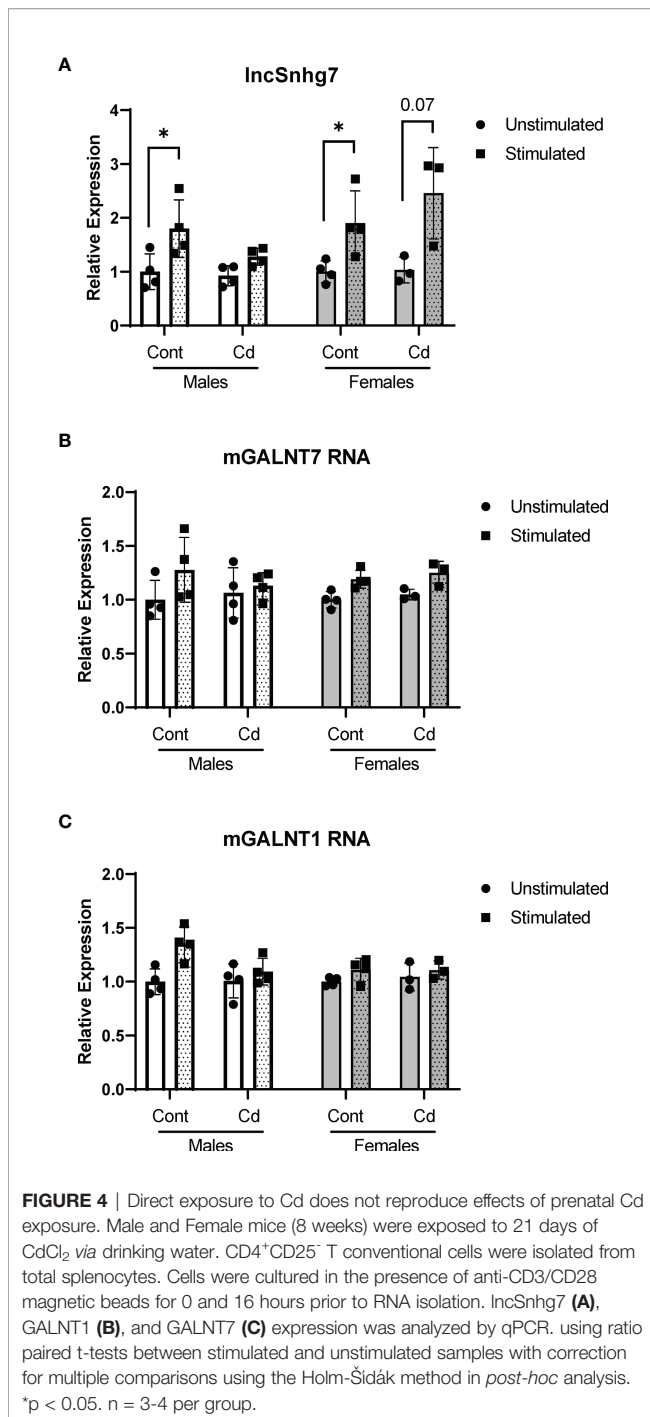 A
lncSnhg7
Relative Expression
4
3
2
1
0
*
*
0.07
Unstimulated
Stimulated
Cont
Cd
Cont
Cd
Males
Females
B
mGALNT7 RNA
Relative Expression
2.0
1.5
1.0
0.5
0.0
Unstimulated
Stimulated
Cont
Cd
Cont
Cd
Males
Females
C
mGALNT1 RNA
Relative Expression
2.0
1.5
1.0
0.5
0.0
Unstimulated
Stimulated
Cont
Cd
Cont
Cd
Males
Females
FIGURE 4 | Direct exposure to Cd does not reproduce effects of prenatal Cd
exposure. Male and Female mice (8 weeks) were exposed to 21 days of
CdCl₂ via drinking water. CD4⁺CD25⁻ T conventional cells were isolated from
total splenocytes. Cells were cultured in the presence of anti-CD3/CD28
magnetic beads for 0 and 16 hours prior to RNA isolation. lncSnhg7 (A),
GALNT1 (B), and GALNT7 (C) expression was analyzed by qPCR. using ratio
paired t-tests between stimulated and unstimulated samples with correction
for multiple comparisons using the Holm-Šídák method in post-hoc analysis.
*p < 0.05. n = 3-4 per group.